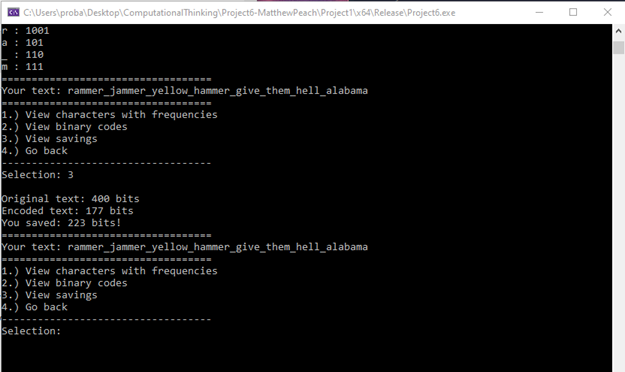 C:\Users\proba\Desktop\ComputationalThinking\Project6-MatthewPeach\Project1\x64\Release\Project6.exe
r : 1001
a : 101
_ : 110
m : 111
===================================
Your text: rammer_jammer_yellow_hammer_give_them_hell_alabama
===================================
1.) View characters with frequencies
2.) View binary codes
3.) View savings
4.) Go back
-----------------------------------
Selection: 3
Original text: 400 bits
Encoded text: 177 bits
You saved: 223 bits!
===================================
Your text: rammer_jammer_yellow_hammer_give_them_hell_alabama
===================================
1.) View characters with frequencies
2.) View binary codes
3.) View savings
4.) Go back
-----------------------------------
Selection: